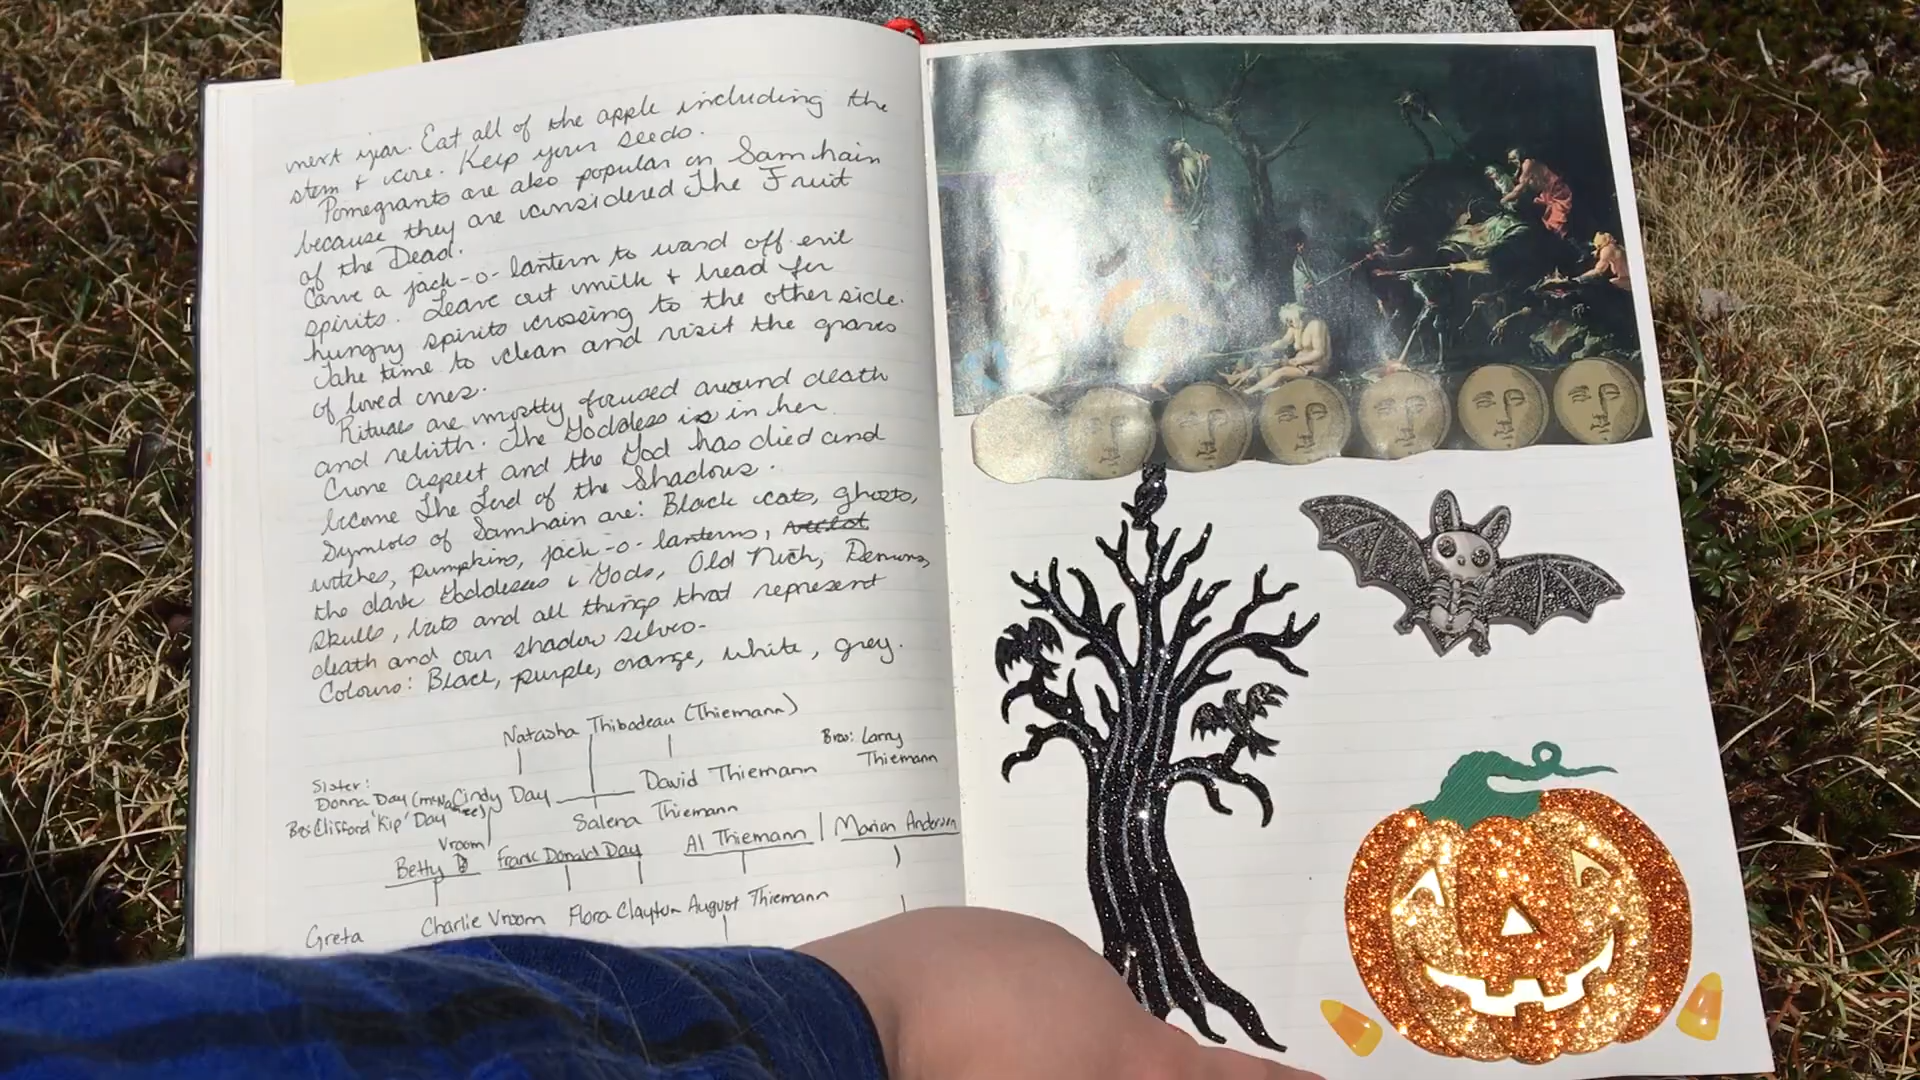 next year. Eat all of the apple including the
stem + core. Keep your seeds.
Pomegrants are also popular on Samhain
because they are considered The Fruit
of the Dead.
Carve a jack-o-lantern to ward off evil
spirits. Leave out milk + bread for
hungry spirits crossing to the other side.
Take time to clean and visit the graves
of loved ones.
Rituals are mostly focused around death
and rebirth. The Goddess is in her
Crone aspect and the God has died and
become The Lord of the Shadows.
Symbols of Samhain are: Black cats, ghosts,
witches, pumpkins, jack-o-lanterns,
the dark Goddesses & Gods, Old Nich, Demons,
skulls, bats and all things that represent
death and our shadow selves.
Colours: Black, purple, orange, white, grey.
Natasha Thibodeau (Thiemann)
Bro: Larry
Thiemann
Sister:
Donna Day
Cindy Day
David Thiemann
Bro: Clifford 'Kip' Day
Salena Thiemann
Vroom
Betty
Frank Donald Day
Al Thiemann
Marion Andersen
Greta
Charlie Vroom
Flora Clayton
August Thiemann